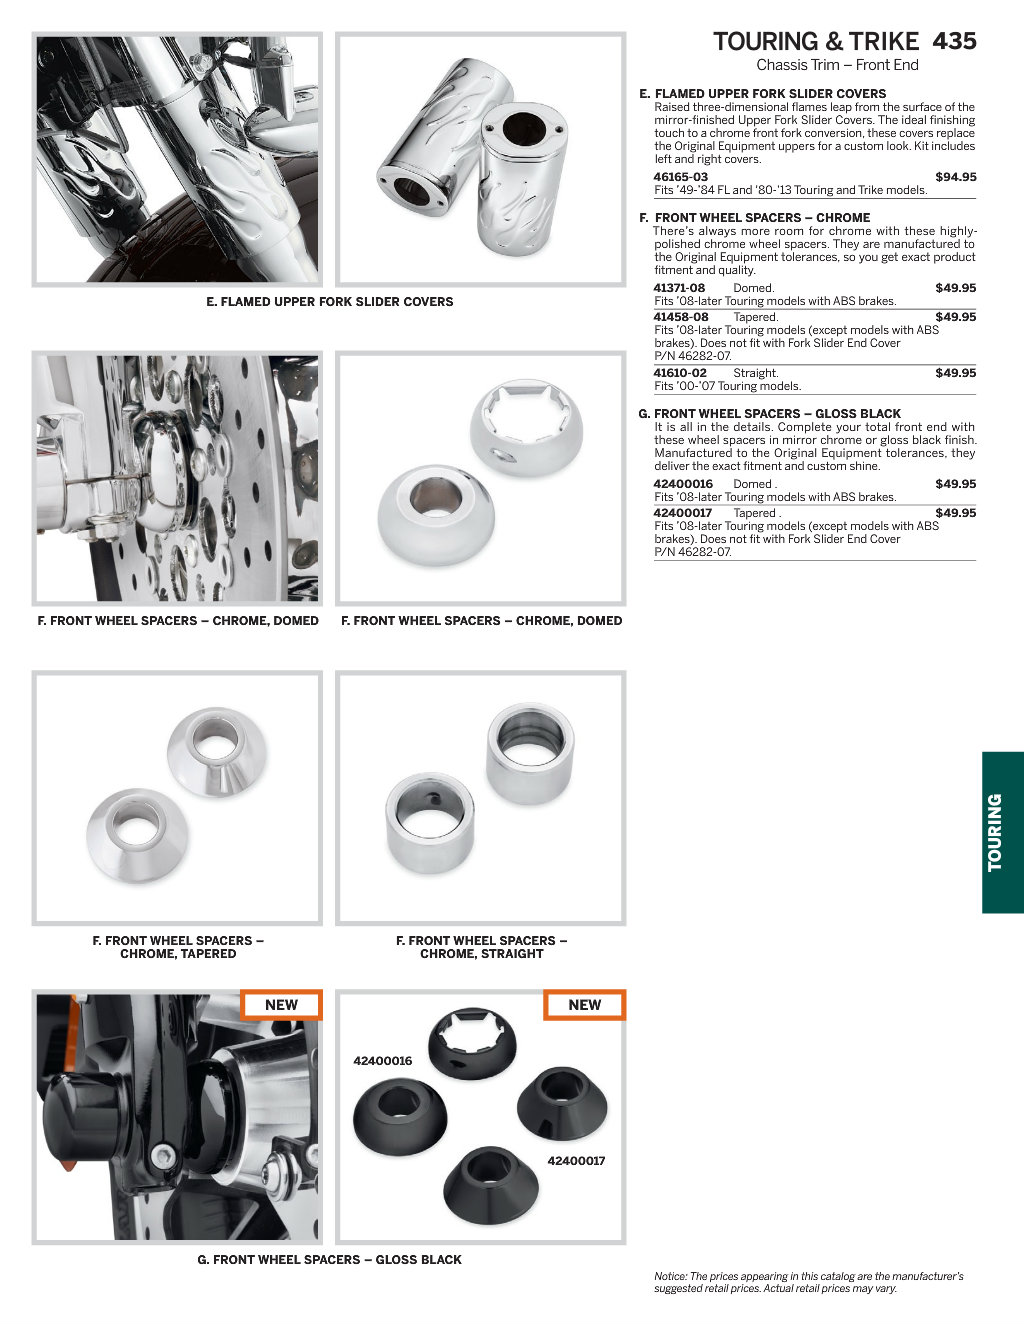 TOURING & TRIKE 435
Chassis Trim – Front End
E. FLAMED UPPER FORK SLIDER COVERS
Raised three-dimensional flames leap from the surface of the
mirror-finished Upper Fork Slider Covers. The ideal finishing
touch to a chrome front fork conversion, these covers replace
the Original Equipment uppers for a custom look. Kit includes
left and right covers.
46165-03 $94.95
Fits '49-'84 FL and '80-'13 Touring and Trike models.
F. FRONT WHEEL SPACERS – CHROME
There's always more room for chrome with these highly-
polished chrome wheel spacers. They are manufactured to
the Original Equipment tolerances, so you get exact product
fitment and quality.
41371-08 Domed. $49.95
Fits '08-later Touring models with ABS brakes.
41458-08 Tapered. $49.95
Fits '08-later Touring models (except models with ABS
brakes). Does not fit with Fork Slider End Cover
P/N 46282-07.
41610-02 Straight. $49.95
Fits '00-'07 Touring models.
G. FRONT WHEEL SPACERS – GLOSS BLACK
It is all in the details. Complete your total front end with
these wheel spacers in mirror chrome or gloss black finish.
Manufactured to the Original Equipment tolerances, they
deliver the exact fitment and custom shine.
42400016 Domed . $49.95
Fits '08-later Touring models with ABS brakes.
42400017 Tapered . $49.95
Fits '08-later Touring models (except models with ABS
brakes). Does not fit with Fork Slider End Cover
P/N 46282-07.
E. FLAMED UPPER FORK SLIDER COVERS
F. FRONT WHEEL SPACERS – CHROME, DOMED
F. FRONT WHEEL SPACERS – CHROME, DOMED
F. FRONT WHEEL SPACERS –
CHROME, TAPERED
F. FRONT WHEEL SPACERS –
CHROME, STRAIGHT
TOURING
NEW
NEW
42400016
42400017
G. FRONT WHEEL SPACERS – GLOSS BLACK
Notice: The prices appearing in this catalog are the manufacturer's
suggested retail prices. Actual retail prices may vary.